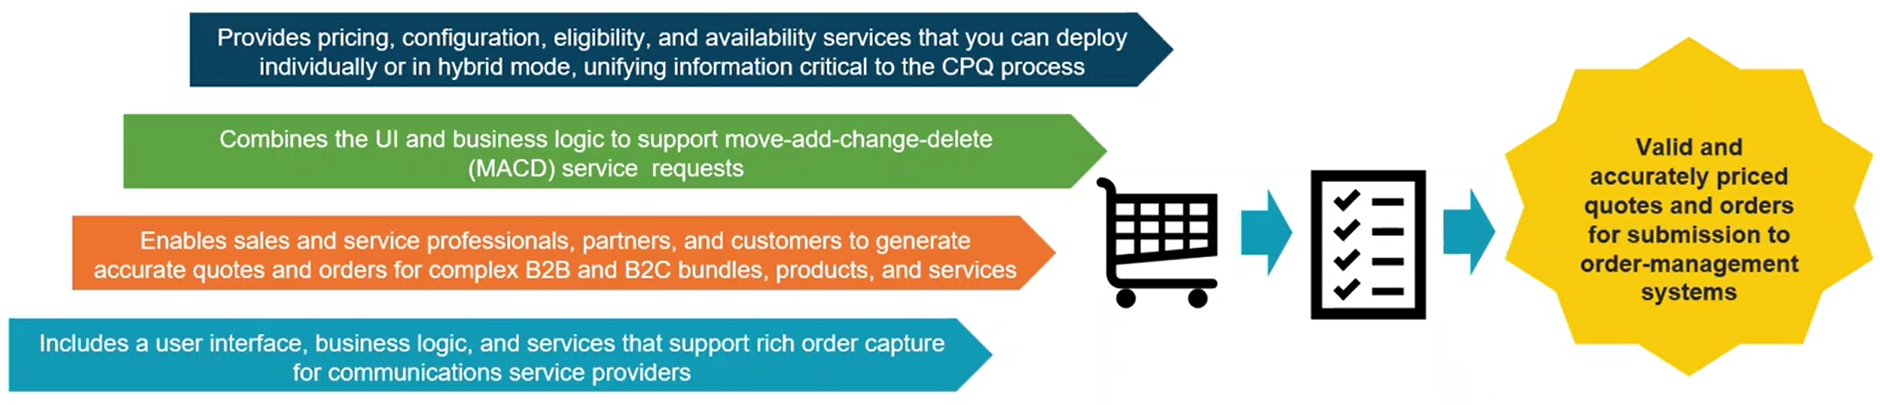 Provides pricing, configuration, eligibility, and availability services that you can deploy
individually or in hybrid mode, unifying information critical to the CPQ process
Combines the UI and business logic to support move-add-change-delete
(MACD) service requests
Enables sales and service professionals, partners, and customers to generate
accurate quotes and orders for complex B2B and B2C bundles, products, and services
Includes a user interface, business logic, and services that support rich order capture
for communications service providers
Valid and
accurately priced
quotes and orders
for submission to
order-management
systems